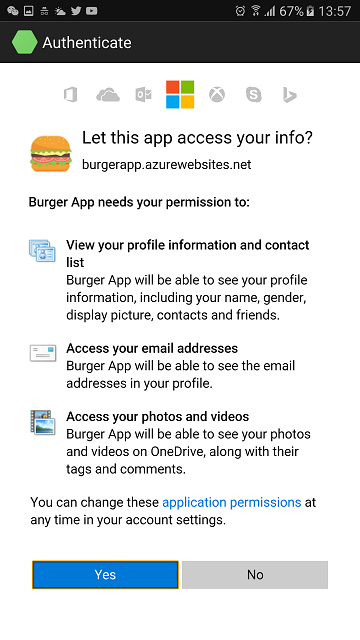 67% 13:57
Authenticate
Let this app access your info?
burgerapp.azurewebsites.net
Burger App needs your permission to:
View your profile information and contact
list
Burger App will be able to see your profile
information, including your name, gender,
display picture, contacts and friends.
Access your email addresses
Burger App will be able to see the email
addresses in your profile.
Access your photos and videos
Burger App will be able to see your photos
and videos on OneDrive, along with their
tags and comments.
You can change these application permissions at
any time in your account settings.
Yes No